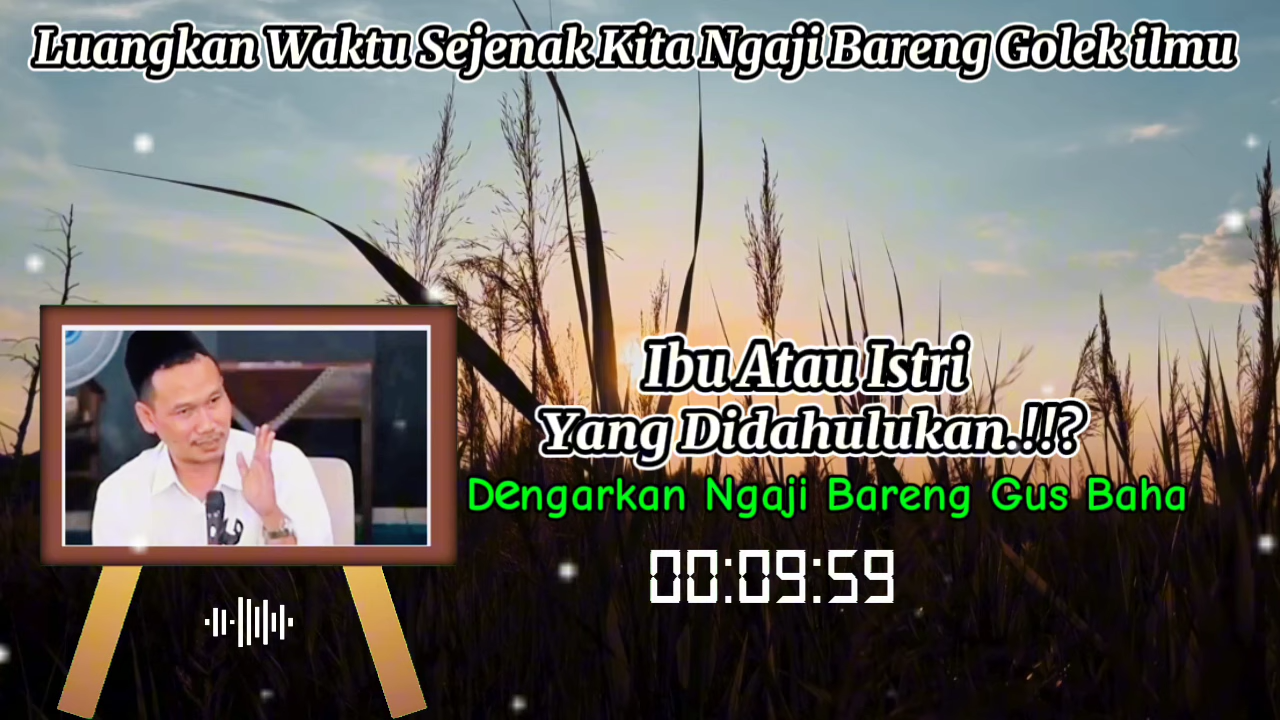 Luangkan Waktu Sejenak Kita Ngaji Bareng Golek ilmu
Ibu Atau Istri
Yang Didahulukan.!!?
Dengarkan Ngaji Bareng Gus Baha
00:09:59